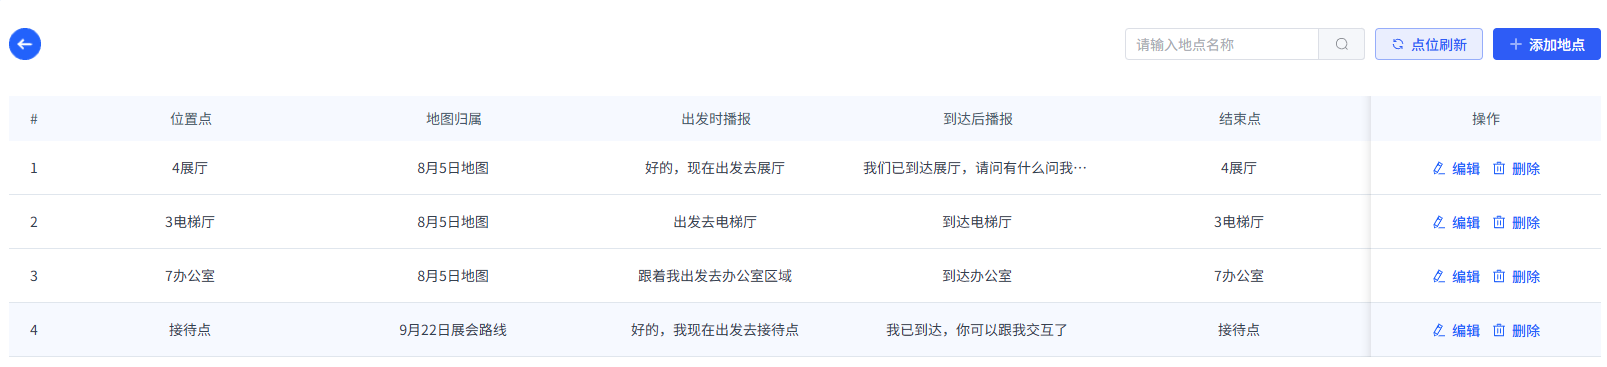 请输入地点名称 点位刷新 添加地点
# 位置点 地图归属 出发时播报 到达后播报 结束点 操作
1 4展厅 8月5日地图 好的，现在出发去展厅 我们已到达展厅，请问有什么问我… 4展厅 编辑 删除
2 3电梯厅 8月5日地图 出发去电梯厅 到达电梯厅 3电梯厅 编辑 删除
3 7办公室 8月5日地图 跟着我出发去办公室区域 到达办公室 7办公室 编辑 删除
4 接待点 9月22日展会路线 好的，我现在出发去接待点 我已到达，你可以跟我交互了 接待点 编辑 删除